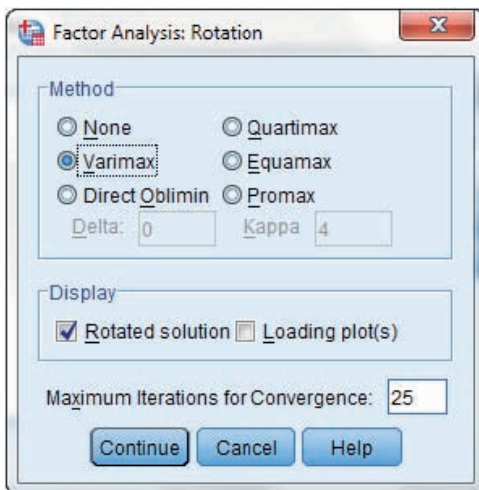 Factor Analysis: Rotation
Method
None Quartimax
Varimax Equamax
Direct Oblimin Promax
Delta: 0 Kappa 4
Display
Rotated solution Loading plot(s)
Maximum Iterations for Convergence: 25
Continue Cancel Help